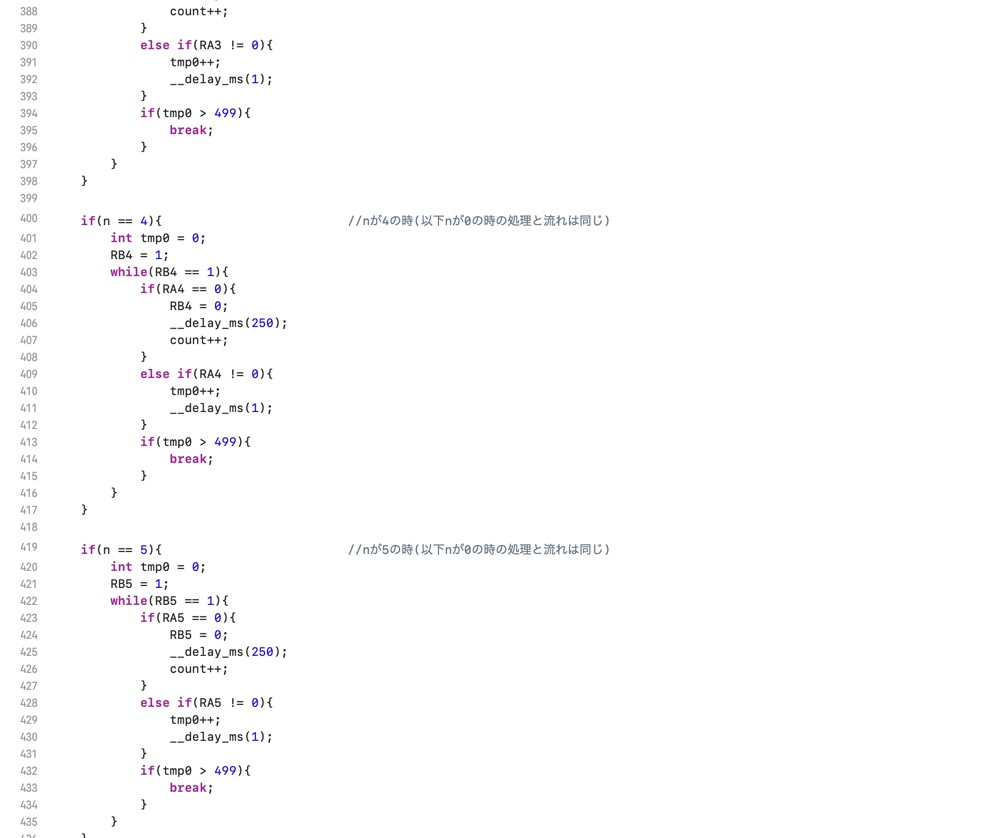 388 count++;
389 }
390 else if(RA3 != 0){
391 tmp0++;
392 __delay_ms(1);
393 }
394 if(tmp0 > 499){
395 break;
396 }
397 }
398 }
399
400 if(n == 4){ //nが4の時(以下nが0の時の処理と流れは同じ)
401 int tmp0 = 0;
402 RB4 = 1;
403 while(RB4 == 1){
404 if(RA4 == 0){
405 RB4 = 0;
406 __delay_ms(250);
407 count++;
408 }
409 else if(RA4 != 0){
410 tmp0++;
411 __delay_ms(1);
412 }
413 if(tmp0 > 499){
414 break;
415 }
416 }
417 }
418
419 if(n == 5){ //nが5の時(以下nが0の時の処理と流れは同じ)
420 int tmp0 = 0;
421 RB5 = 1;
422 while(RB5 == 1){
423 if(RA5 == 0){
424 RB5 = 0;
425 __delay_ms(250);
426 count++;
427 }
428 else if(RA5 != 0){
429 tmp0++;
430 __delay_ms(1);
431 }
432 if(tmp0 > 499){
433 break;
434 }
435 }
436 }